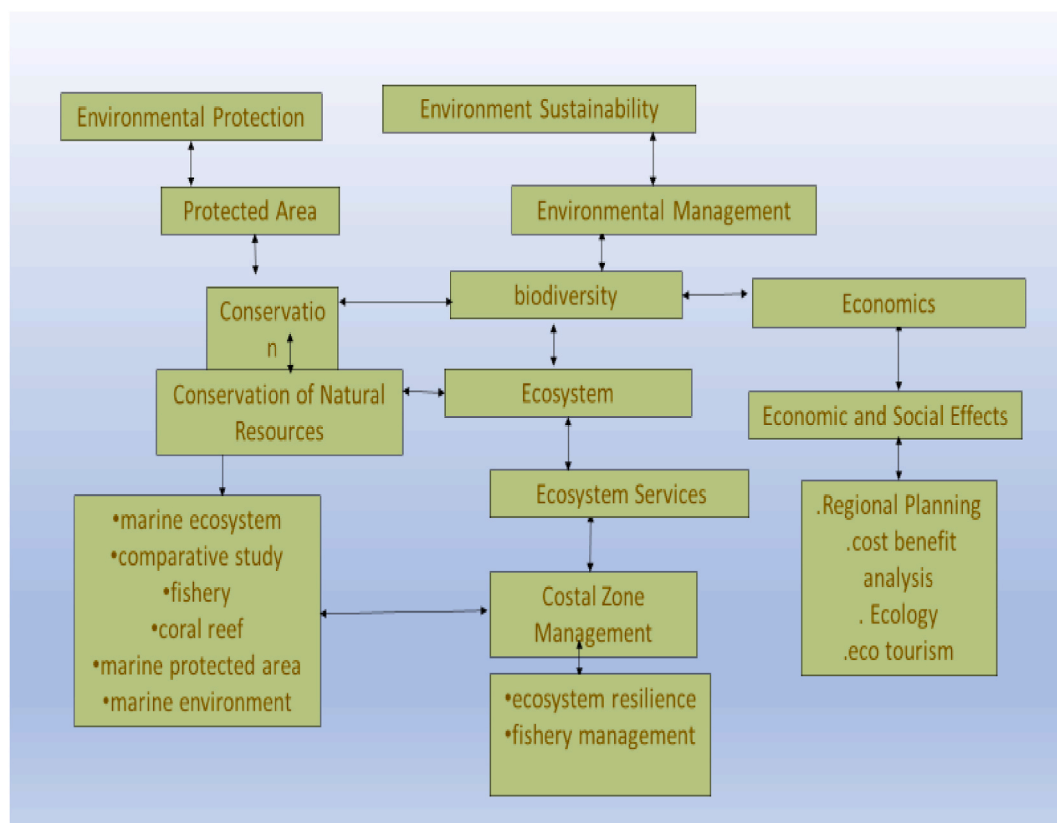 Environmental Protection
Environment Sustainability
Protected Area
Environmental Management
Conservatio
n
biodiversity
Economics
Conservation of Natural
Resources
Ecosystem
Economic and Social Effects
Ecosystem Services
•marine ecosystem
•comparative study
•fishery
•coral reef
•marine protected area
•marine environment
Costal Zone
Management
•ecosystem resilience
•fishery management
.Regional Planning
.cost benefit
analysis
. Ecology
.eco tourism